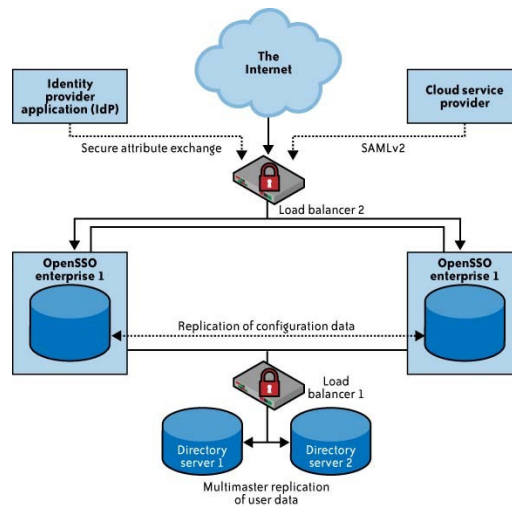 The
Internet
Identity
provider
application (IdP)
Cloud service
provider
Secure attribute exchange
SAMLv2
Load balancer 2
OpenSSO
enterprise 1
OpenSSO
enterprise 1
Replication of configuration data
Load
balancer 1
Directory
server 1
Directory
server 2
Multimaster replication
of user data